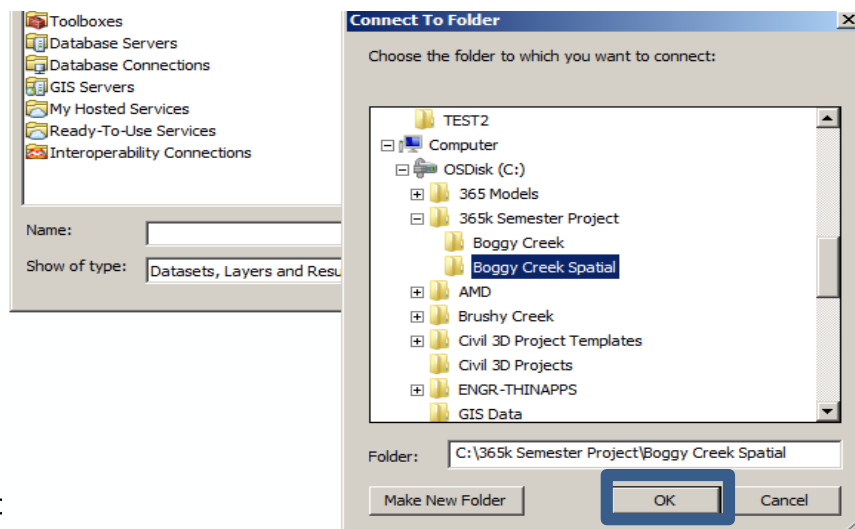 Toolboxes
Database Servers
Database Connections
GIS Servers
My Hosted Services
Ready-To-Use Services
Interoperability Connections
Name:
Show of type:
Datasets, Layers and Resu
Connect To Folder
Choose the folder to which you want to connect:
TEST2
Computer
OSDisk (C:)
365 Models
365k Semester Project
Boggy Creek
Boggy Creek Spatial
AMD
Brushy Creek
Civil 3D Project Templates
Civil 3D Projects
ENGR-THINAPPS
GIS Data
Folder:
C:\365k Semester Project\Boggy Creek Spatial
Make New Folder
OK
Cancel